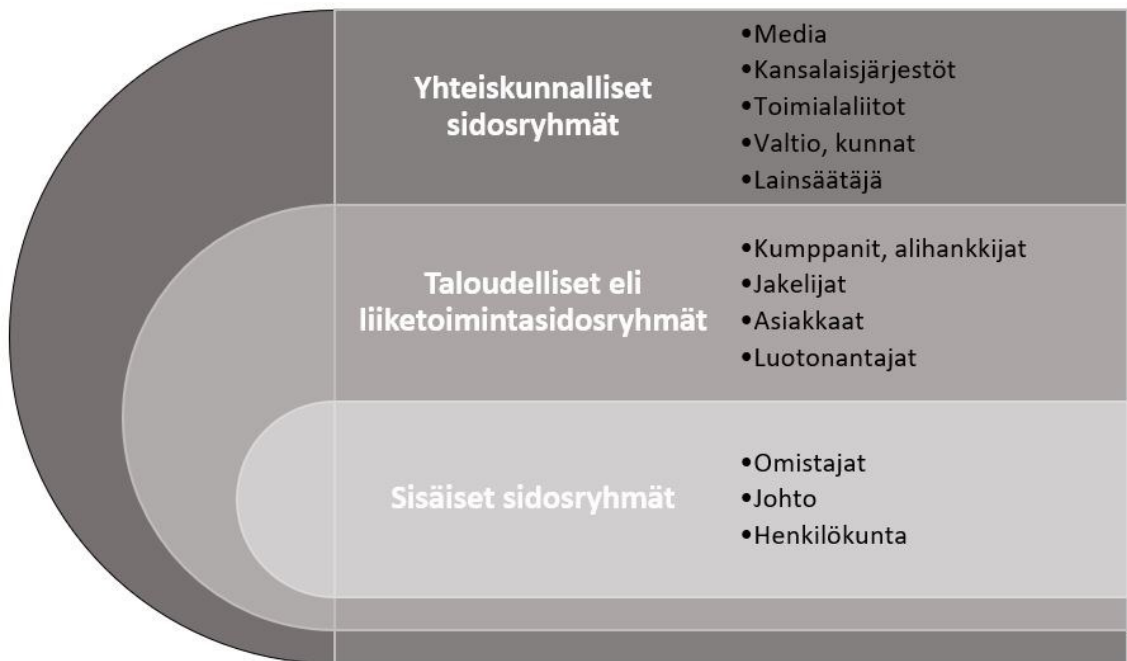 Yhteiskunnalliset
sidosryhmät
•Media
•Kansalaisjärjestöt
•Toimialaliitot
•Valtio, kunnat
•Lainsäätäjä
Taloudelliset eli
liiketoimintasidosryhmät
•Kumppanit, alihankkijat
•Jakelijat
•Asiakkaat
•Luotonantajat
Sisäiset sidosryhmät
•Omistajat
•Johto
•Henkilökunta